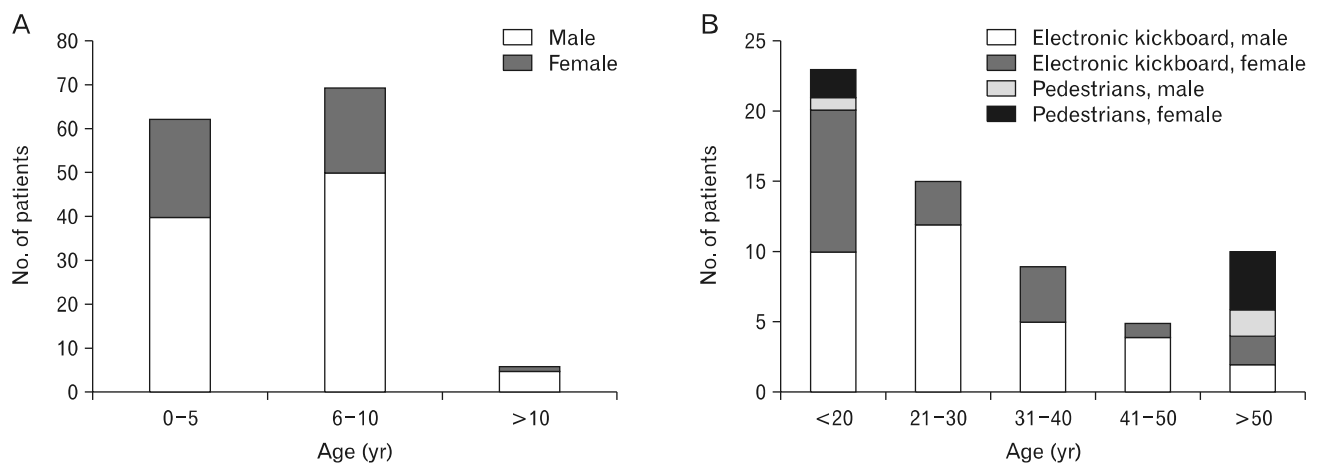 A
Male
Female
No. of patients
80
70
60
50
40
30
20
10
0
0–5
6–10
>10
Age (yr)
B
Electronic kickboard, male
Electronic kickboard, female
Pedestrians, male
Pedestrians, female
No. of patients
25
20
15
10
5
0
<20
21–30
31–40
41–50
>50
Age (yr)